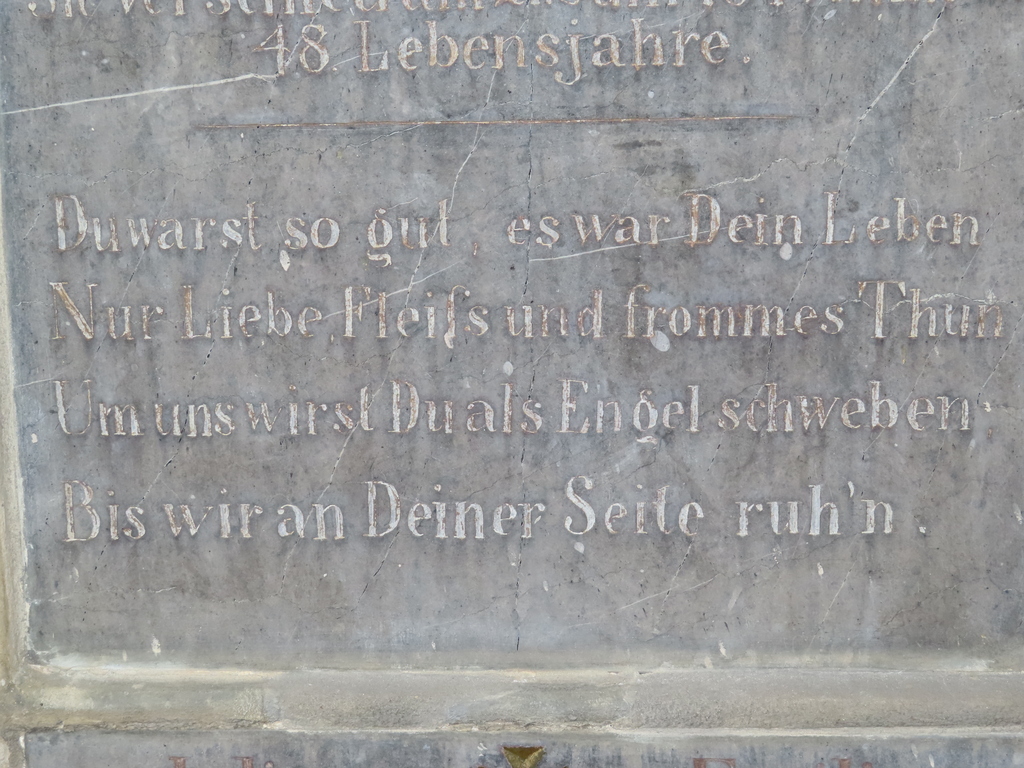 48. Lebensjahre.
Du warst so gut, es war Dein Leben
Nur Liebe, Fleiſs und frommes Thun
Um uns wirst Du als Engel schweben
Bis wir an Deiner Seite ruh'n.